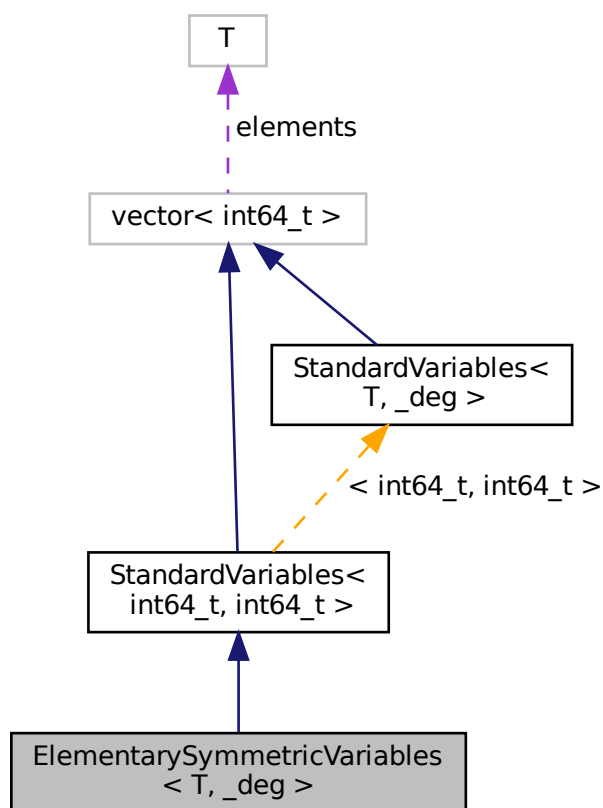 T
elements
vector< int64_t >
StandardVariables<
T, _deg >
< int64_t, int64_t >
StandardVariables<
int64_t, int64_t >
ElementarySymmetricVariables
< T, _deg >